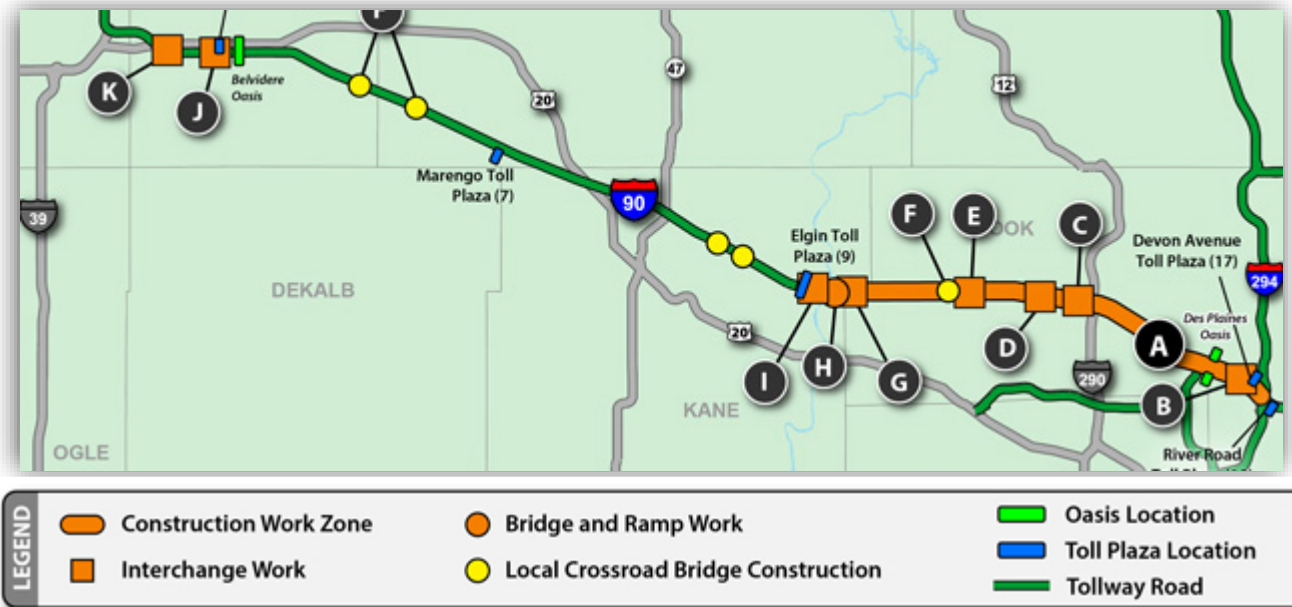 F
47
12
K
J
Belvidere
Oasis
20
Marengo Toll
Plaza (7)
90
39
Elgin Toll
Plaza (9)
F
E
OOK
C
Devon Avenue
Toll Plaza (17)
294
DEKALB
Des Plaines
Oasis
A
20
D
I
H
G
290
B
KANE
OGLE
River Road
LEGEND
Construction Work Zone
Bridge and Ramp Work
Oasis Location
Interchange Work
Local Crossroad Bridge Construction
Toll Plaza Location
Tollway Road